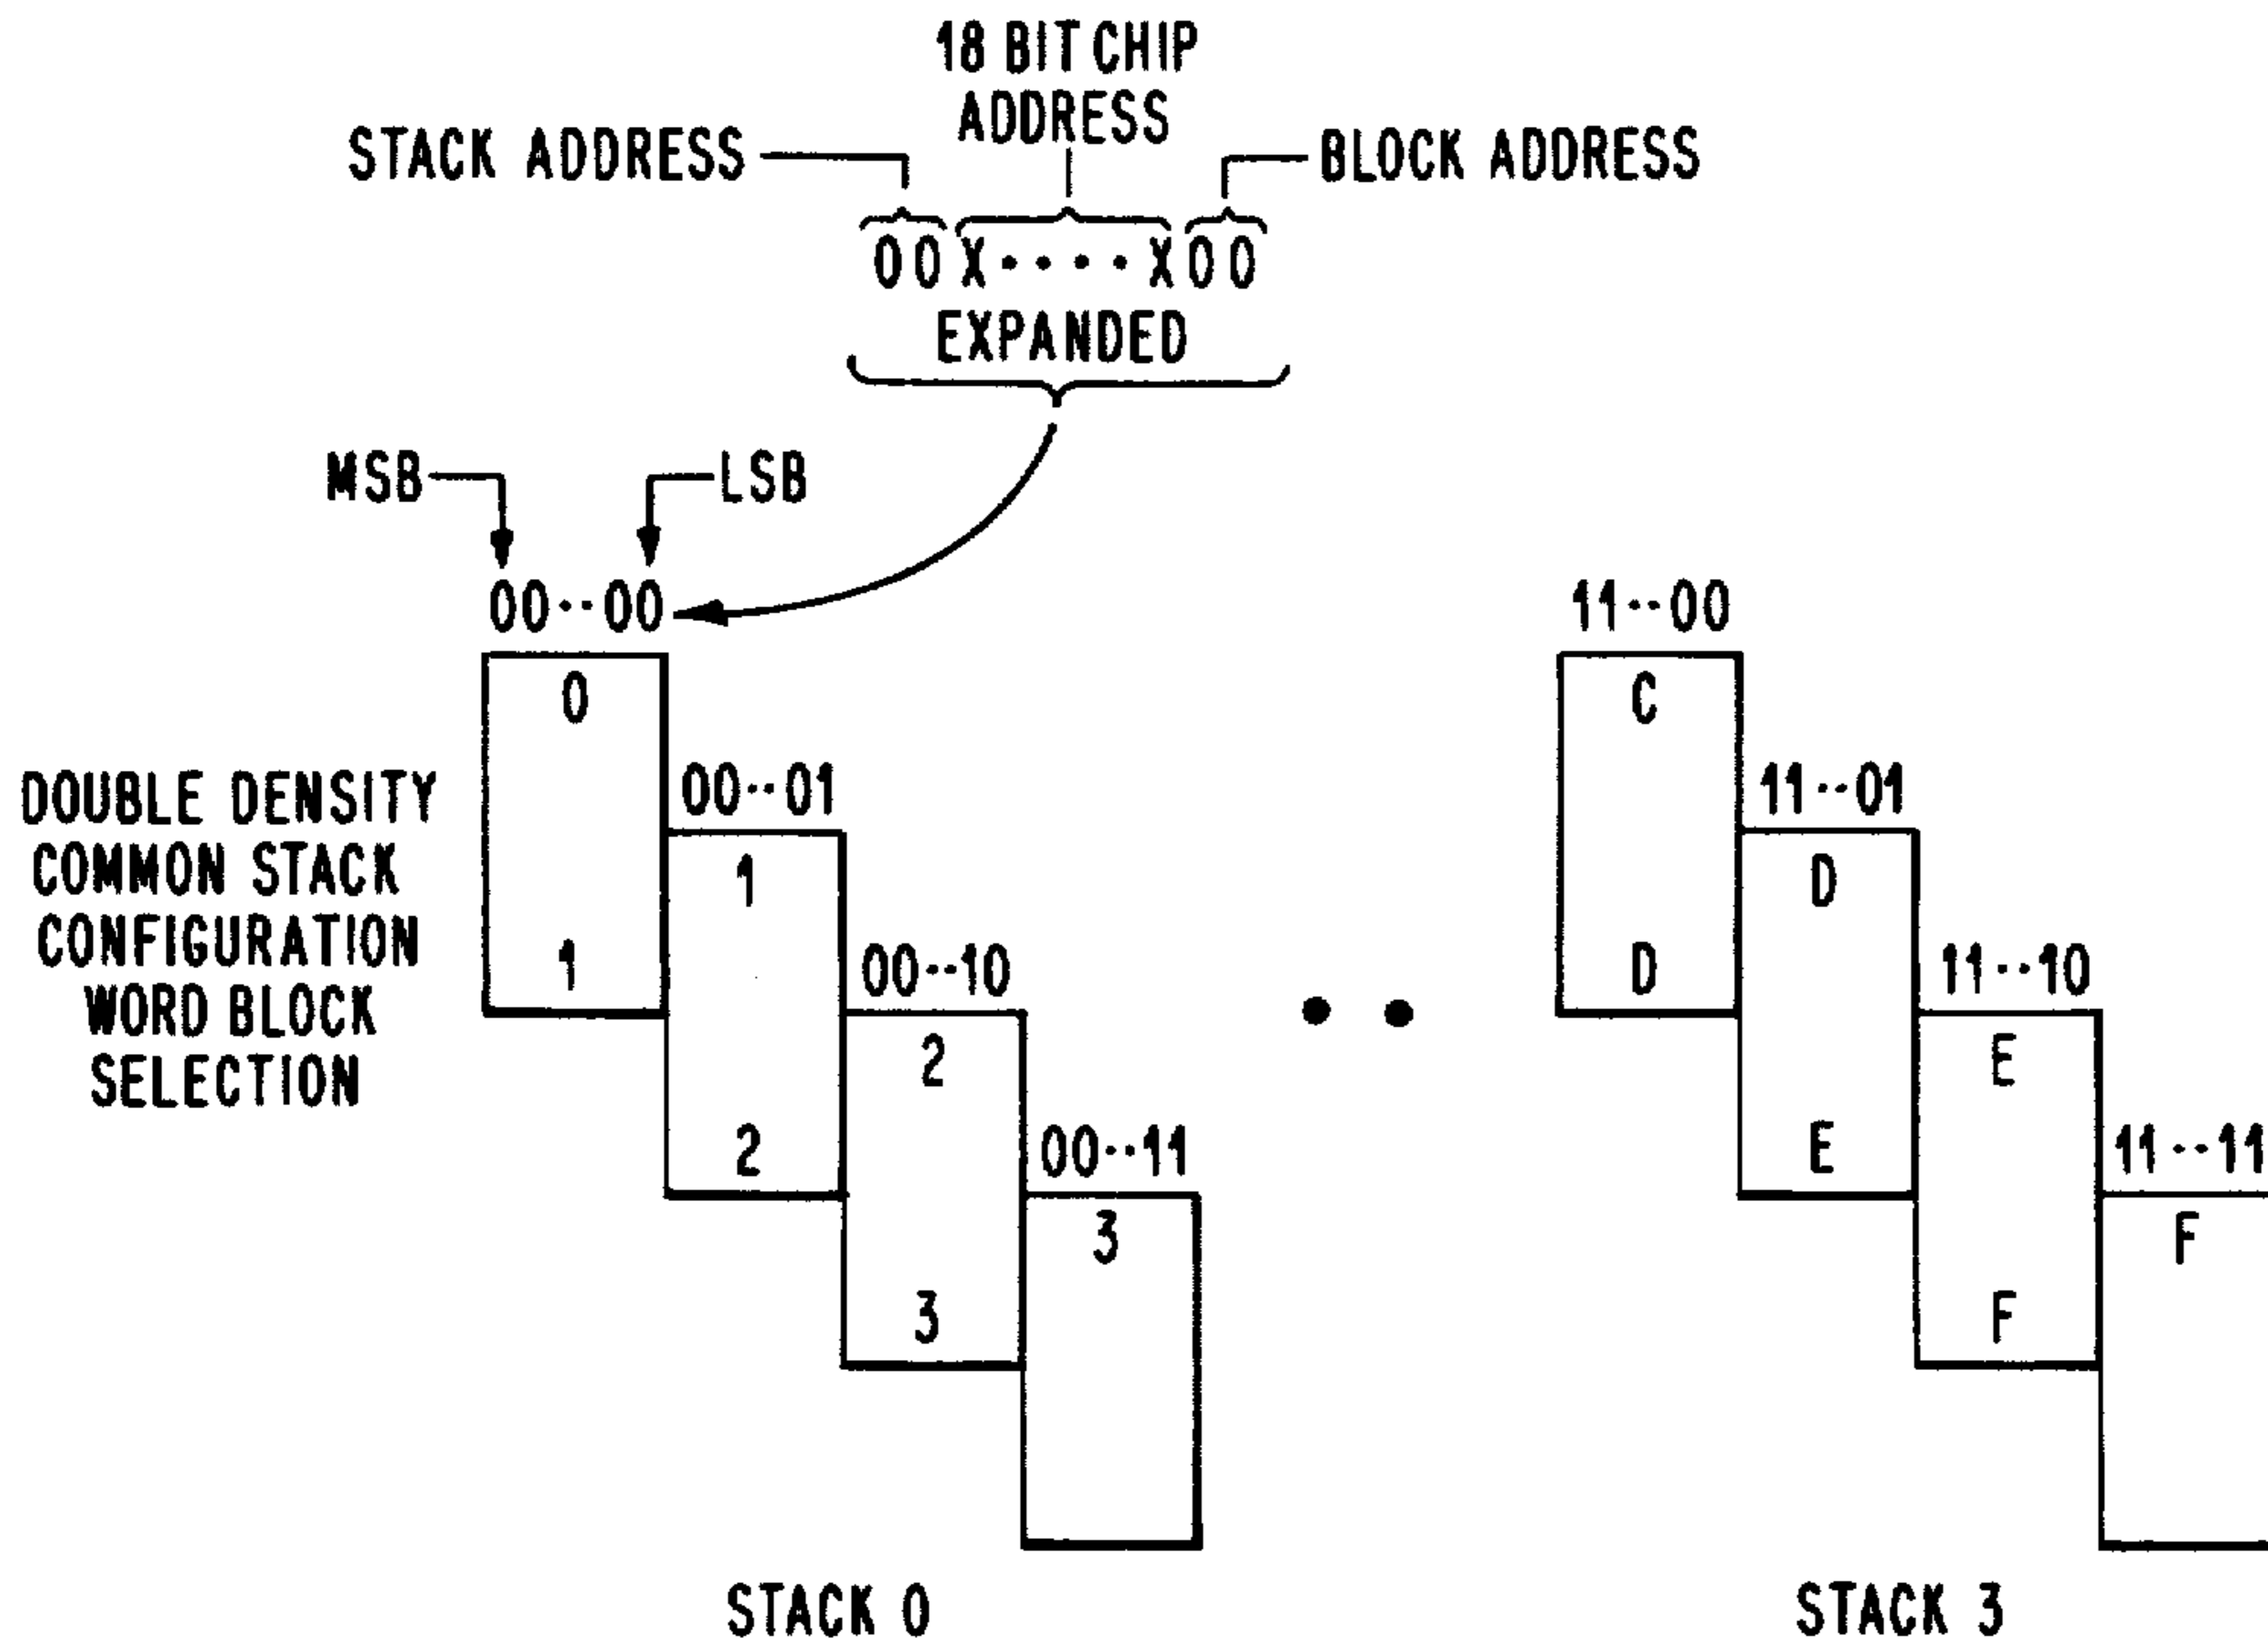 18 BIT CHIP
ADDRESS
STACK ADDRESS
BLOCK ADDRESS
00X····X00
EXPANDED
MSB
LSB
00··00
11··00
0
C
DOUBLE DENSITY
COMMON STACK
CONFIGURATION
WORD BLOCK
SELECTION
00··01
11··01
1
D
1
D
00··10
11··10
2
E
2
E
00··11
11··11
3
F
3
F
STACK 0
STACK 3